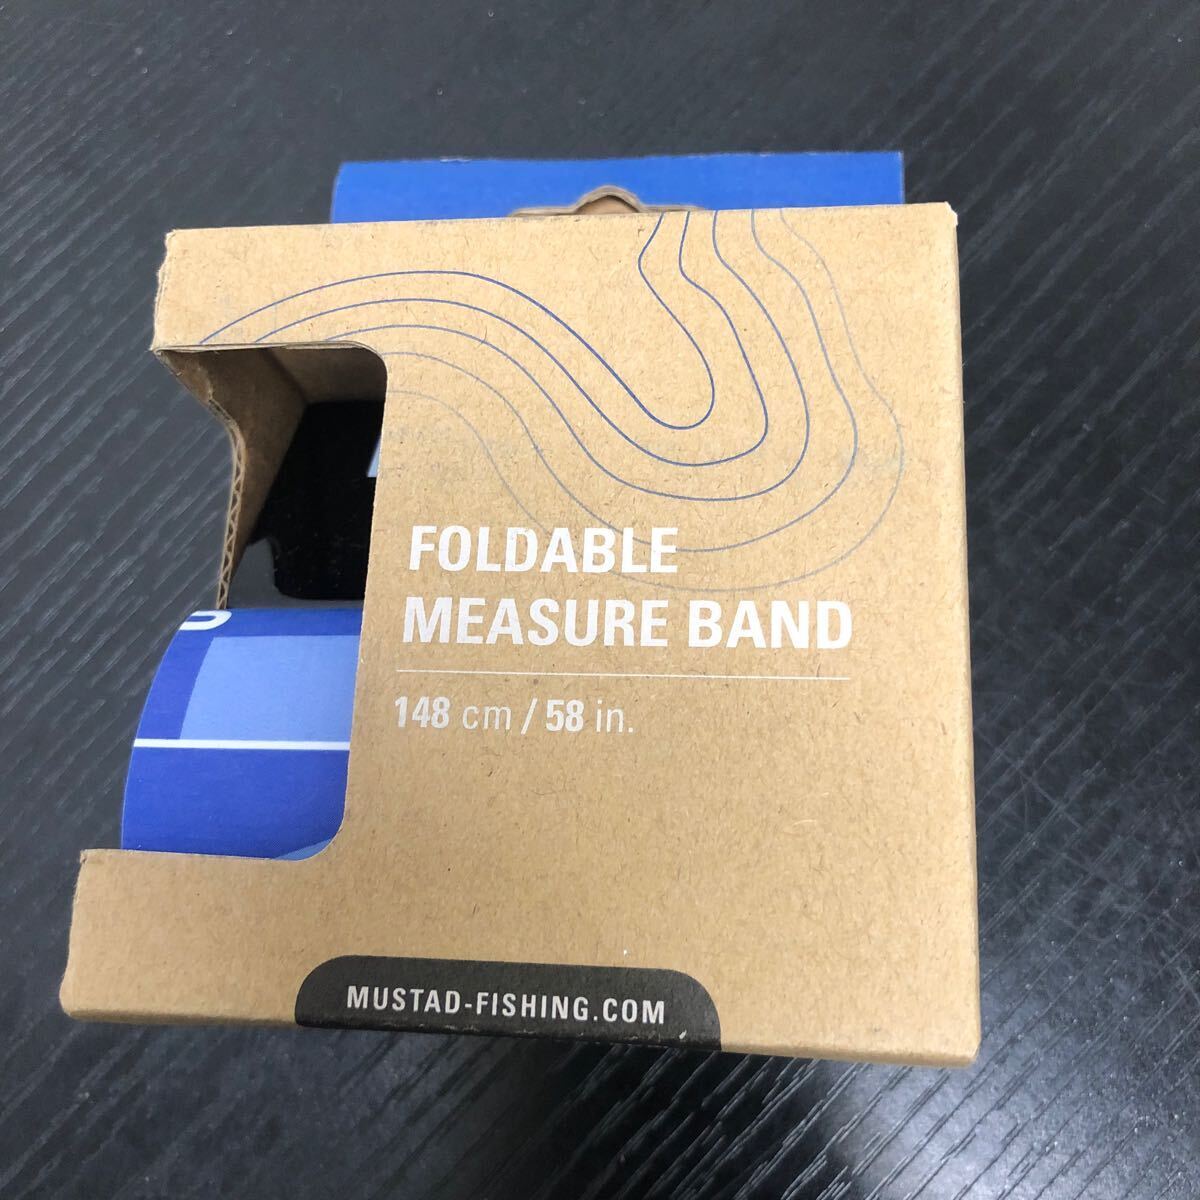 FOLDABLE
MEASURE BAND
148 cm / 58 in.
MUSTAD-FISHING.COM